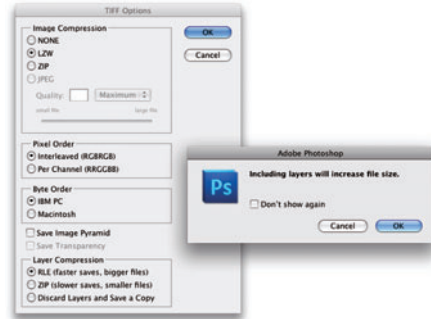 TIFF Options
Image Compression
NONE
LZW
ZIP
JPEG
Quality:
Maximum
small file
large file
OK
Cancel
Pixel Order
Interleaved (RGBRGB)
Per Channel (RRGGBB)
Byte Order
IBM PC
Macintosh
Save Image Pyramid
Save Transparency
Layer Compression
RLE (faster saves, bigger files)
ZIP (slower saves, smaller files)
Discard Layers and Save a Copy
Adobe Photoshop
Ps
Including layers will increase file size.
Don't show again
Cancel
OK